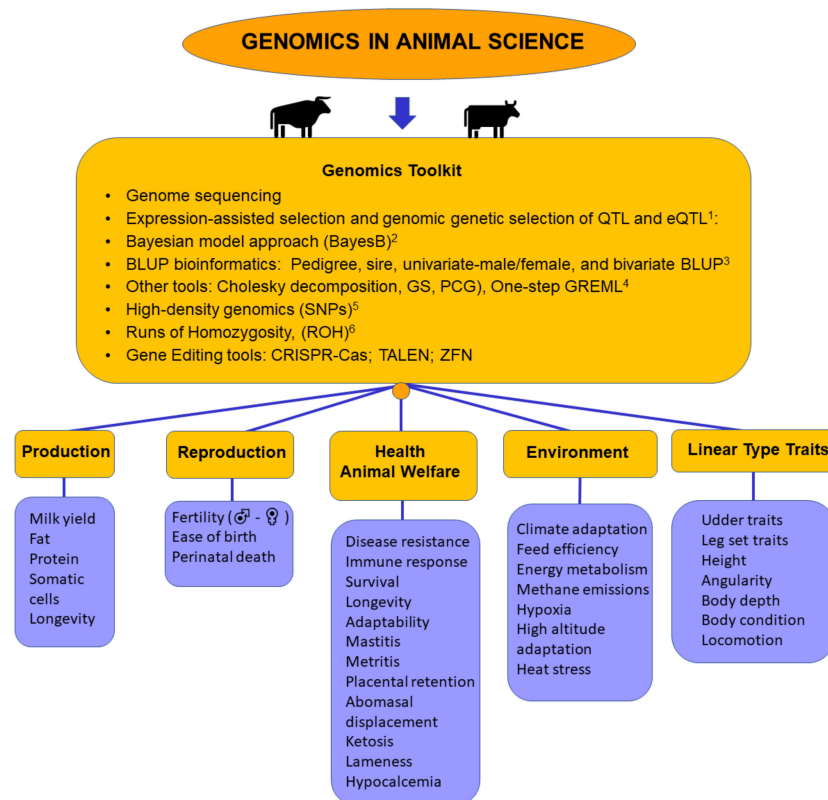 GENOMICS IN ANIMAL SCIENCE
Genomics Toolkit
• Genome sequencing
• Expression-assisted selection and genomic genetic selection of QTL and eQTL¹:
• Bayesian model approach (BayesB)²
• BLUP bioinformatics: Pedigree, sire, univariate-male/female, and bivariate BLUP³
• Other tools: Cholesky decomposition, GS, PCG), One-step GREML⁴
• High-density genomics (SNPs)⁵
• Runs of Homozygosity, (ROH)⁶
• Gene Editing tools: CRISPR-Cas; TALEN; ZFN
Production
Milk yield
Fat
Protein
Somatic
cells
Longevity
Reproduction
Fertility (♂ - ♀)
Ease of birth
Perinatal death
Health
Animal Welfare
Disease resistance
Immune response
Survival
Longevity
Adaptability
Mastitis
Metritis
Placental retention
Abomasal
displacement
Ketosis
Lameness
Hypocalcemia
Environment
Climate adaptation
Feed efficiency
Energy metabolism
Methane emissions
Hypoxia
High altitude
adaptation
Heat stress
Linear Type Traits
Udder traits
Leg set traits
Height
Angularity
Body depth
Body condition
Locomotion